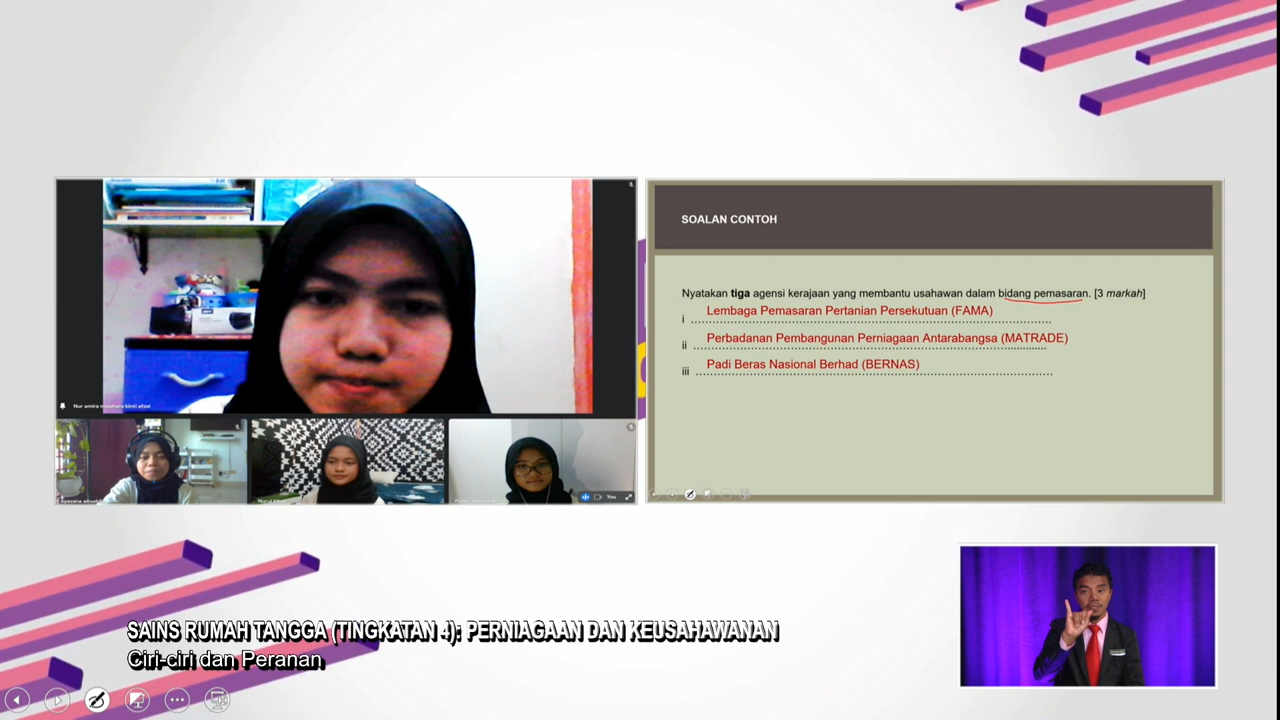 SOALAN CONTOH
Nyatakan tiga agensi kerajaan yang membantu usahawan dalam bidang pemasaran. [3 markah]
i Lembaga Pemasaran Pertanian Persekutuan (FAMA)
ii Perbadanan Pembangunan Perniagaan Antarabangsa (MATRADE)
iii Padi Beras Nasional Berhad (BERNAS)
You
SAINS RUMAH TANGGA (TINGKATAN 4): PERNIAGAAN DAN KEUSAHAWANAN
Ciri-ciri dan Peranan